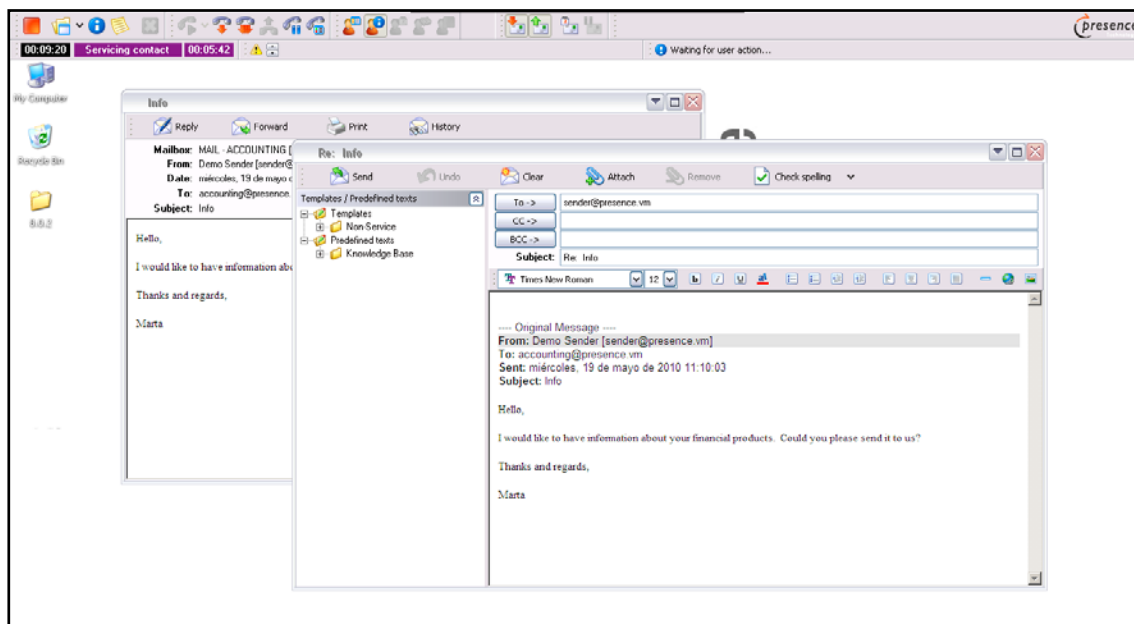 presence
00:09:20 Servicing contact 00:05:42 Waiting for user action...
My Computer
Recycle Bin
6.6.2
Info
Reply Forward Print History
Mailbox: MAIL - ACCOUNTING [
From: Demo Sender [sender@
Date: miércoles, 19 de mayo
To: accounting@presence.
Subject: Info
Hello,
I would like to have information
Thanks and regards,
Marta
Re: Info
Send Undo Clear Attach Remove Check spelling
Templates / Predefined texts
Templates
Non-Service
Predefined texts
Knowledge Base
To -> sender@presence.vm
CC ->
BCC ->
Subject: Re: Info
Times New Roman 12
---- Original Message ----
From: Demo Sender [sender@presence.vm]
To: accounting@presence.vm
Sent: miércoles, 19 de mayo de 2010 11:10:03
Subject: Info
Hello,
I would like to have information about your financial products. Could you please send it to us?
Thanks and regards,
Marta